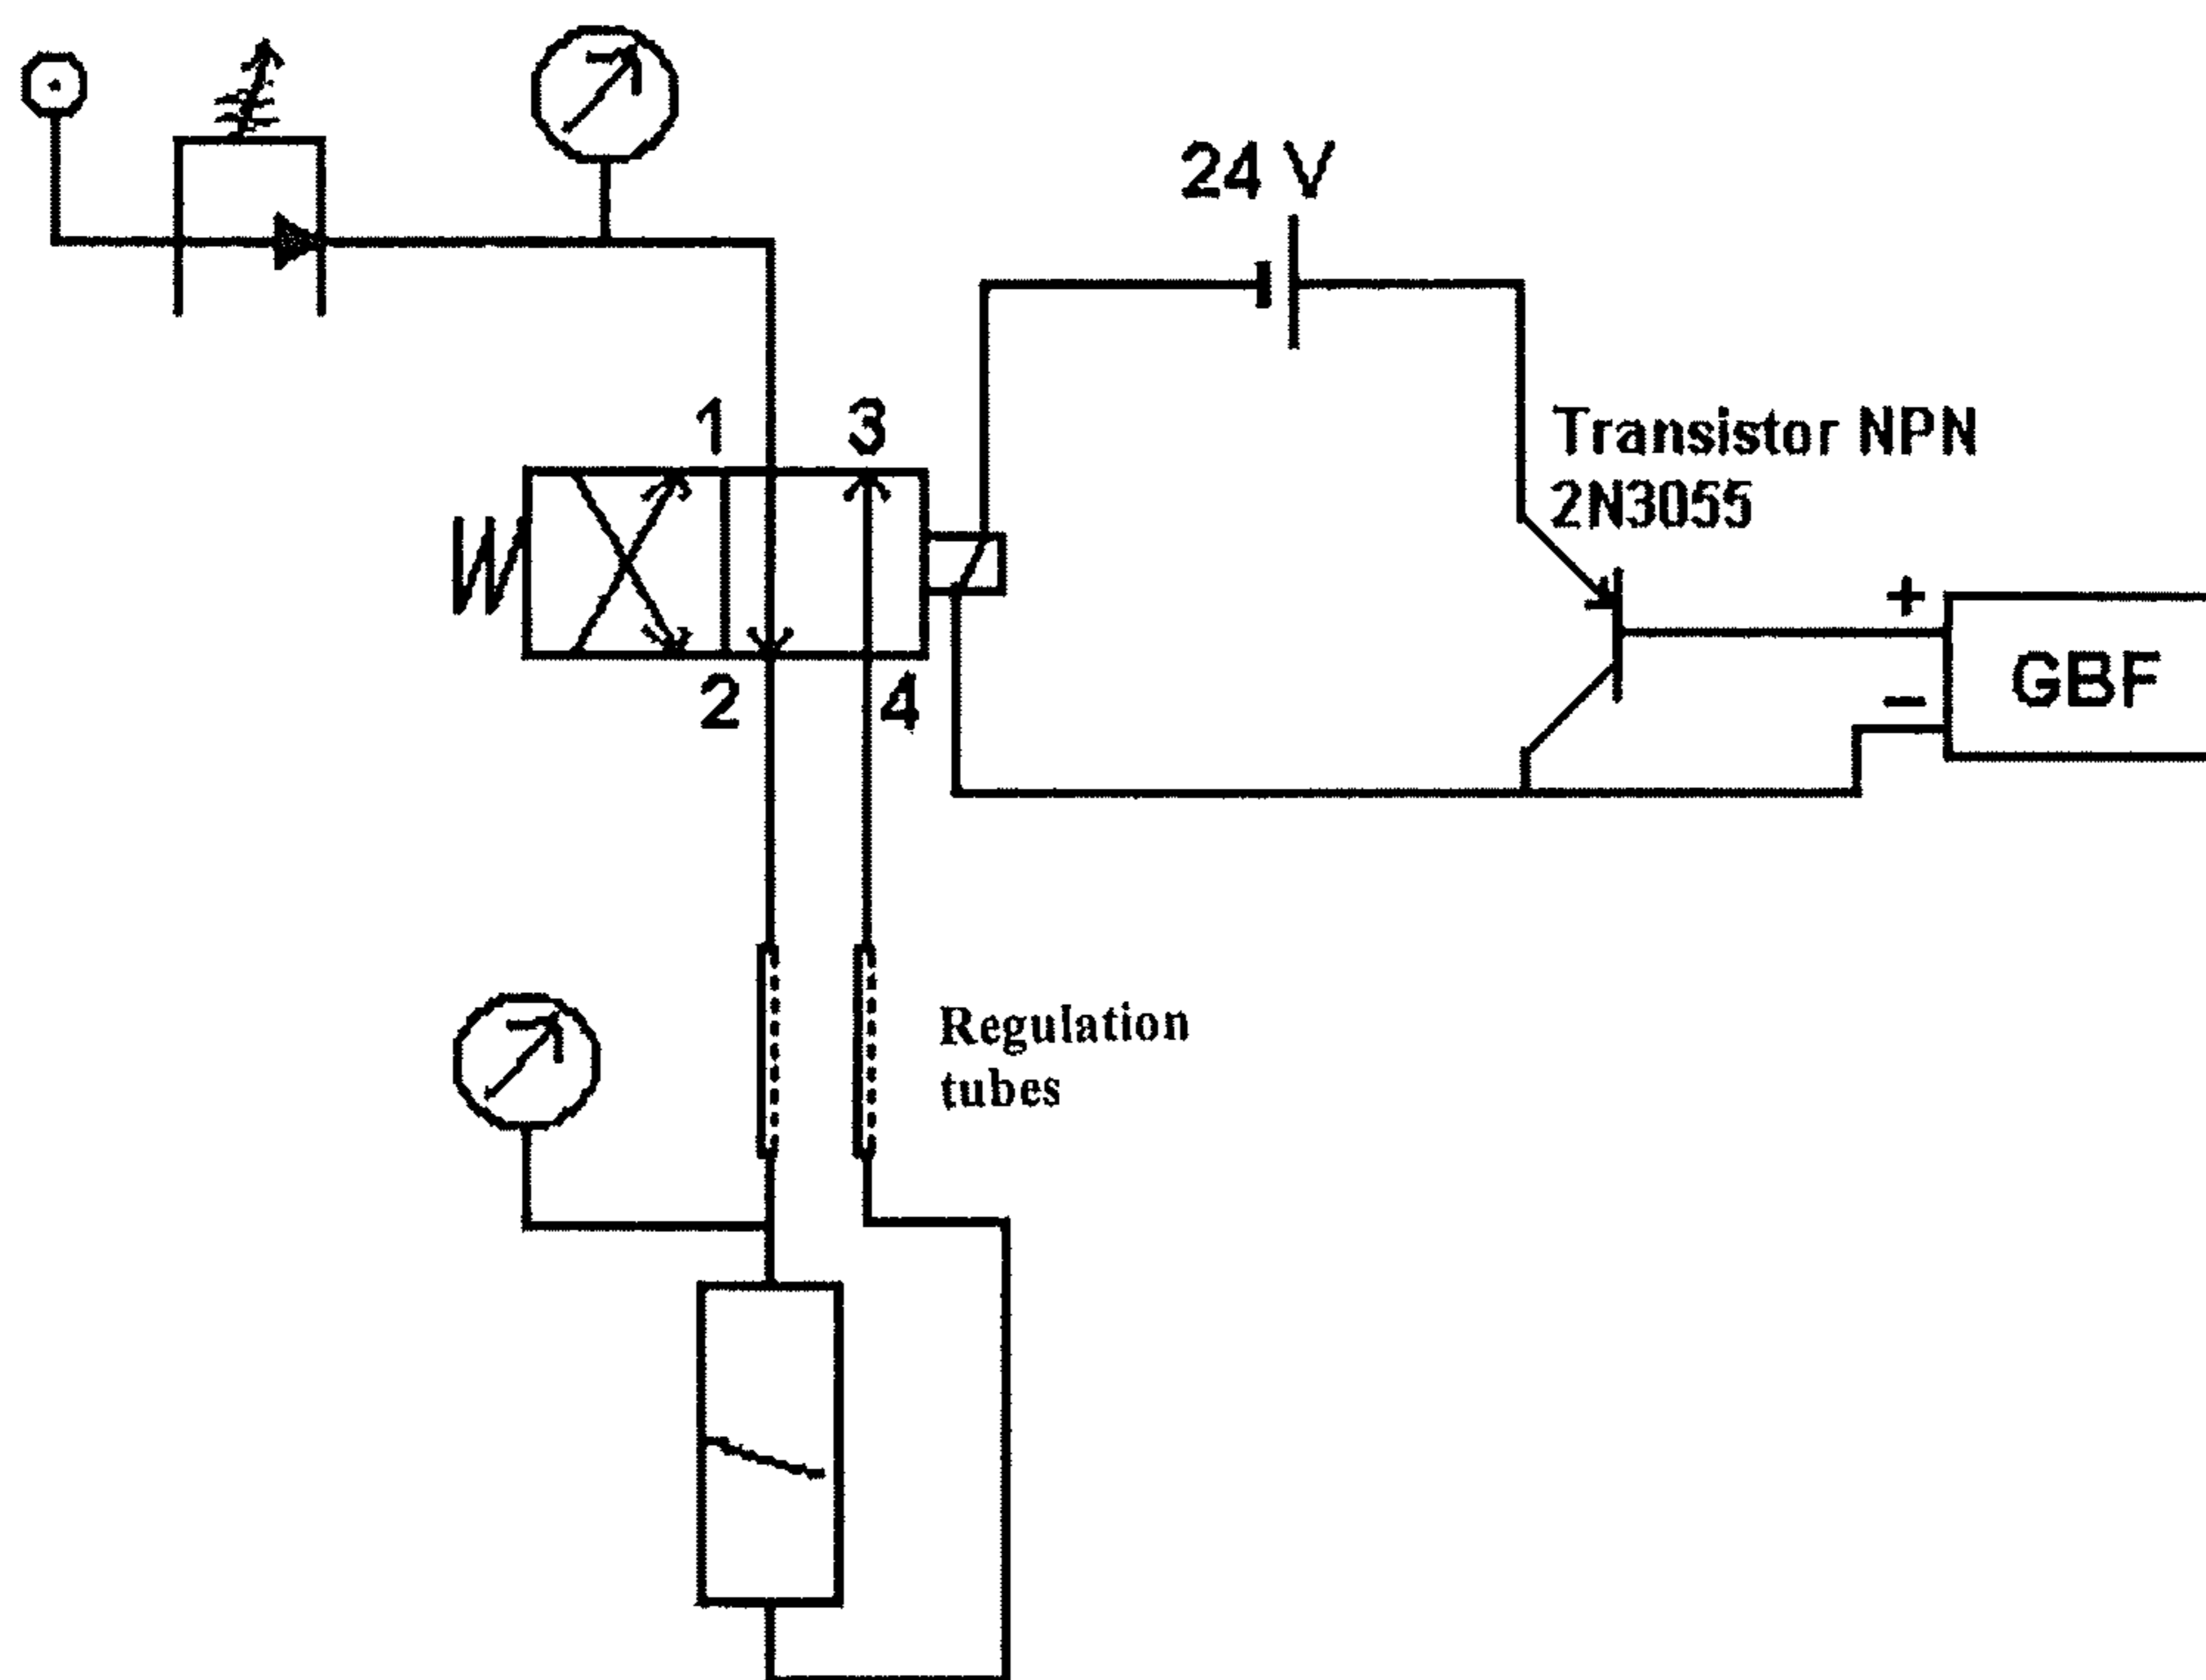 24 V
1
3
Transistor NPN
2N3055
+
GBF
-
2
4
Regulation
tubes